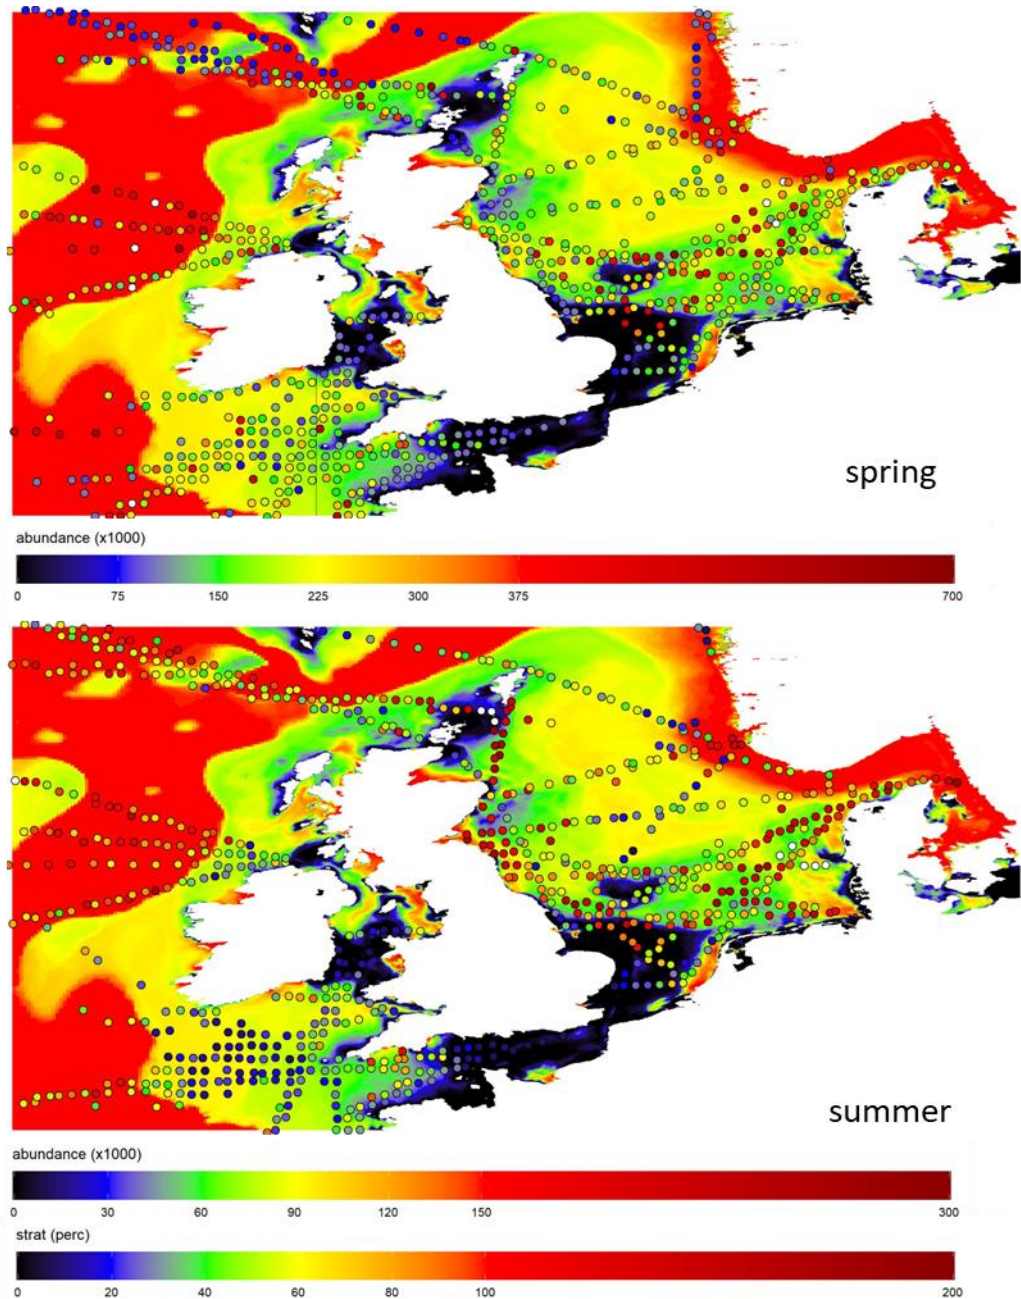 spring
abundance (x1000)
0 75 150 225 300 375 700
summer
abundance (x1000)
0 30 60 90 120 150 300
strat (perc)
0 20 40 60 80 100 200